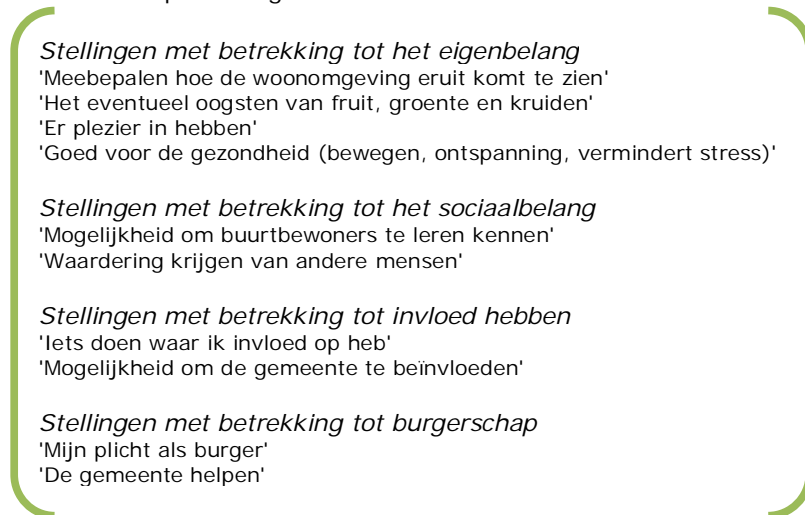 Stellingen met betrekking tot het eigenbelang
'Meebepalen hoe de woonomgeving eruit komt te zien'
'Het eventueel oogsten van fruit, groente en kruiden'
'Er plezier in hebben'
'Goed voor de gezondheid (bewegen, ontspanning, vermindert stress)'
Stellingen met betrekking tot het sociaalbelang
'Mogelijkheid om buurtbewoners te leren kennen'
'Waardering krijgen van andere mensen'
Stellingen met betrekking tot invloed hebben
'Iets doen waar ik invloed op heb'
'Mogelijkheid om de gemeente te beïnvloeden'
Stellingen met betrekking tot burgerschap
'Mijn plicht als burger'
'De gemeente helpen'